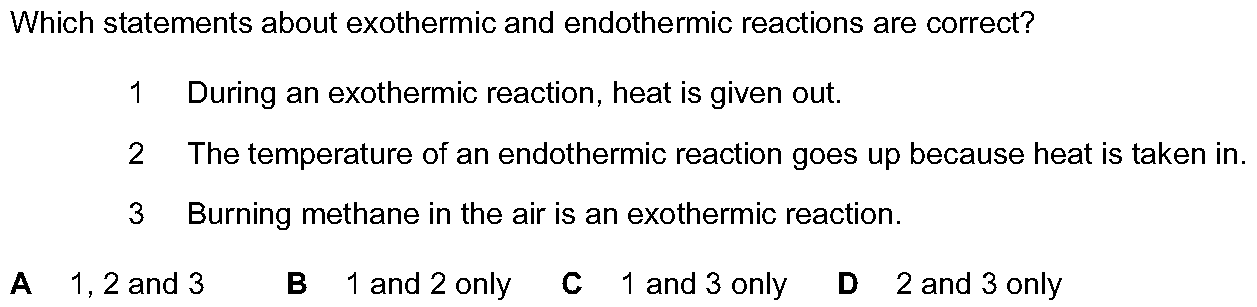 Which statements about exothermic and endothermic reactions are correct?
1 During an exothermic reaction, heat is given out.
2 The temperature of an endothermic reaction goes up because heat is taken in.
3 Burning methane in the air is an exothermic reaction.
A 1, 2 and 3 B 1 and 2 only C 1 and 3 only D 2 and 3 only